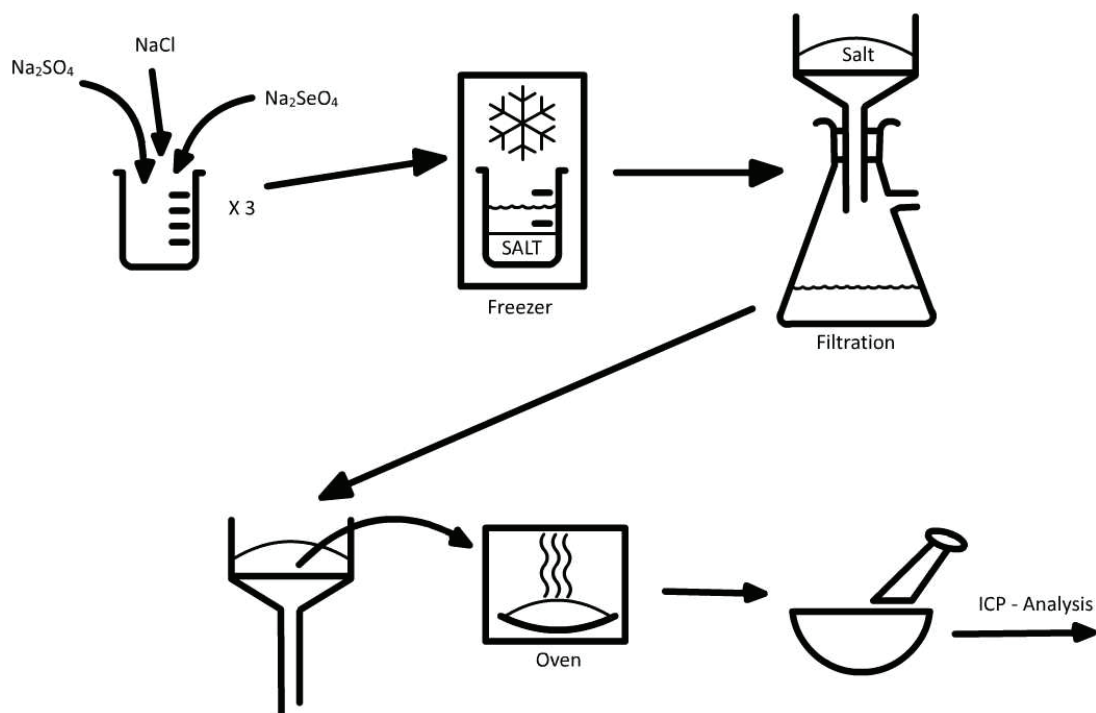 NaCl
Na₂SO₄
Na₂SeO₄
X 3
SALT
Freezer
Salt
Filtration
Oven
ICP - Analysis